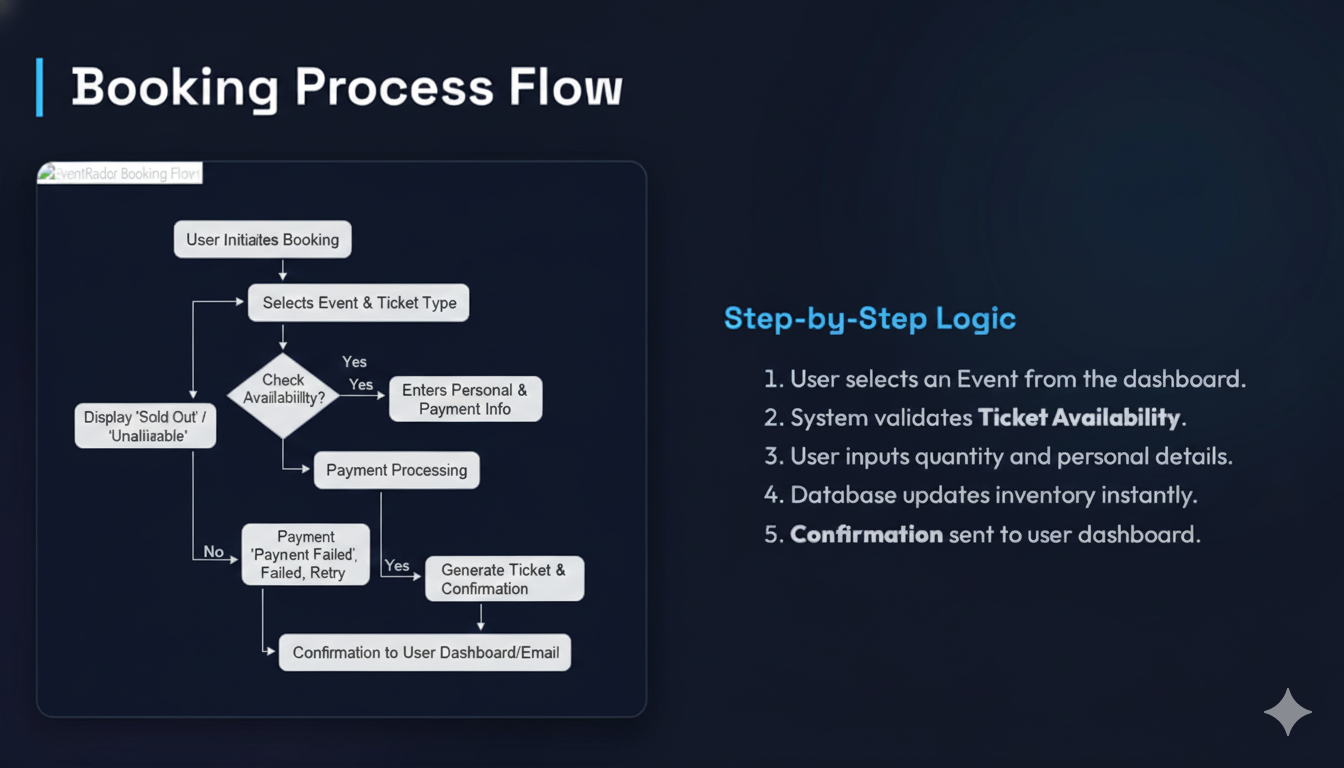 Booking Process Flow
EventRador Booking Flow
User Initiaites Booking
Selects Event & Ticket Type
Yes
Check
Yes
Enters Personal &
Availabiility?
Payment Info
Display 'Sold Out' /
'Unaliiaable'
Payment Processing
Payment
No
'Paynent Failed',
Failed, Retry
Yes
Generate Ticket &
Confirmation
Confirmation to User Dashboard/Email
Step-by-Step Logic
1. User selects an Event from the dashboard.
2. System validates Ticket Availability.
3. User inputs quantity and personal details.
4. Database updates inventory instantly.
5. Confirmation sent to user dashboard.